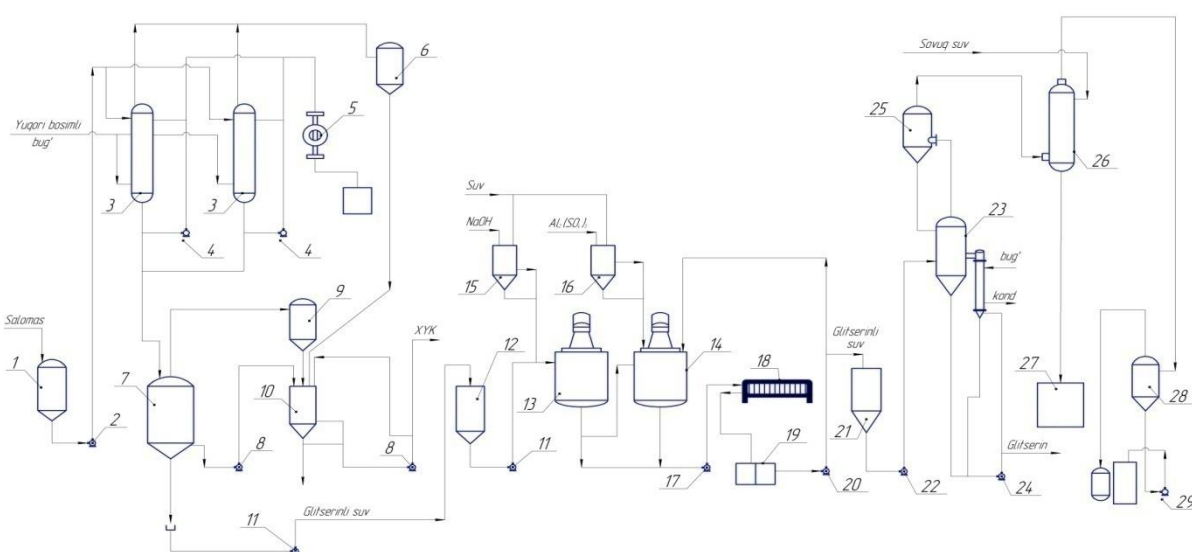 Sovuq suv
6
25
5
26
Yuqori bosimli
bug'
3
3
Suv
NaOH
Al₂(SO₄)₃
23
4
4
15
16
bug'
9
kond
Salomas
XYK
Glitserinli
suv
1
12
14
18
7
10
13
27
28
21
2
8
8
11
19
17
20
22
Glitserin
24
29
11
Glitserinli suv